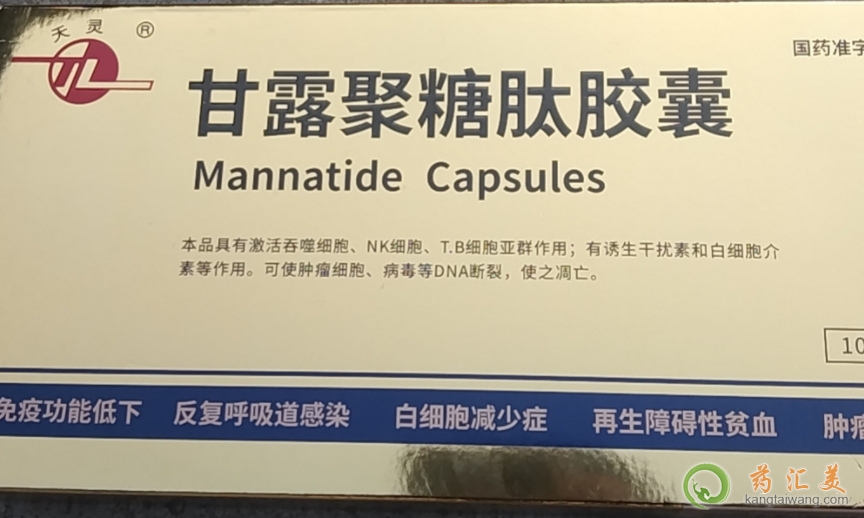 天灵®
国药准字
甘露聚糖肽胶囊
Mannatide Capsules
本品具有激活吞噬细胞、NK细胞、T.B细胞亚群作用；有诱生干扰素和白细胞介
素等作用。可使肿瘤细胞、病毒等DNA断裂，使之凋亡。
10
免疫功能低下 反复呼吸道感染 白细胞减少症 再生障碍性贫血 肿瘤
药汇美
kangtaiwang.com